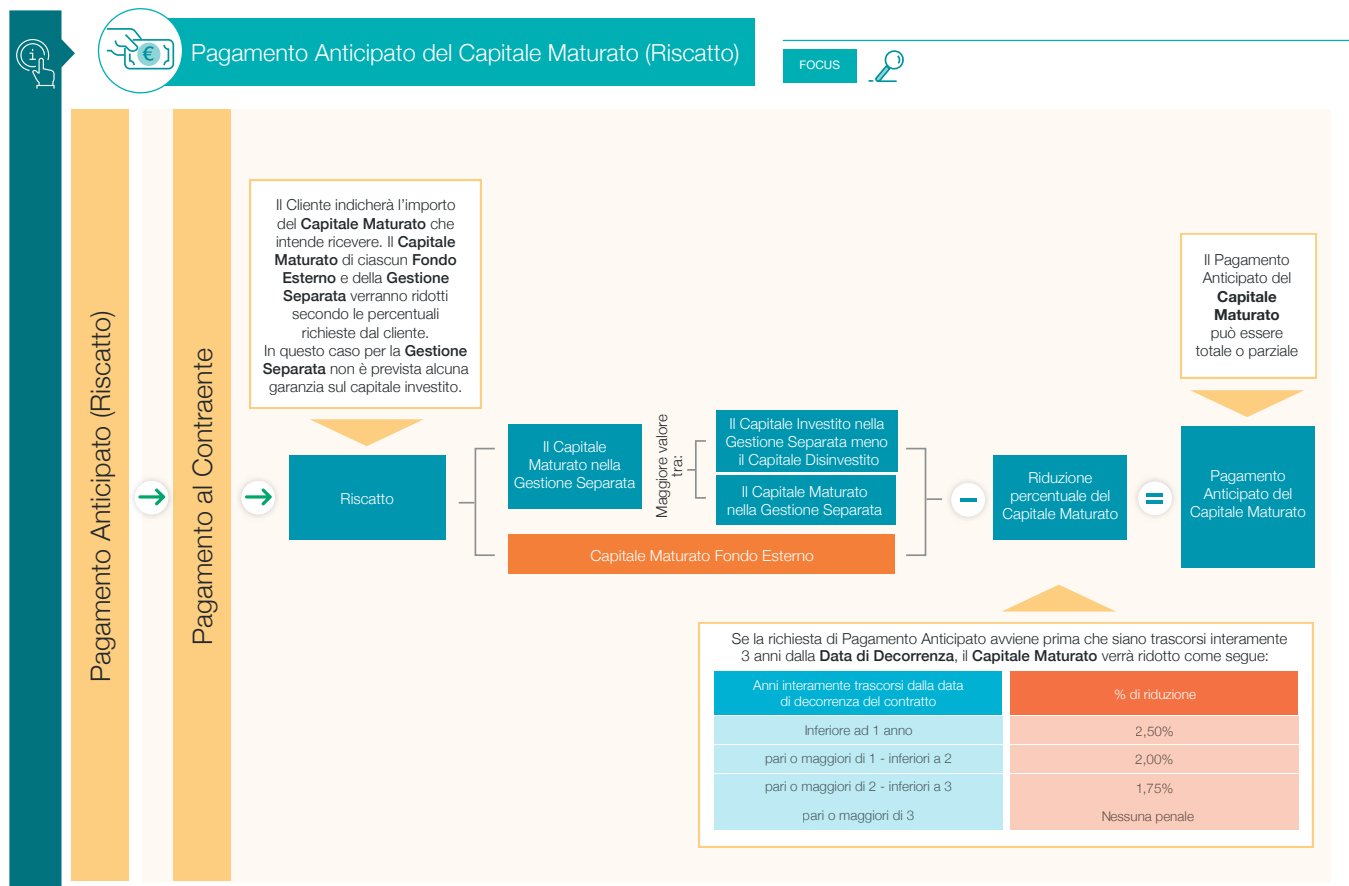 Pagamento Anticipato del Capitale Maturato (Riscatto)
FOCUS
Pagamento Anticipato (Riscatto)
Pagamento al Contraente
Il Cliente indicherà l’importo
del Capitale Maturato che
intende ricevere. Il Capitale
Maturato di ciascun Fondo
Esterno e della Gestione
Separata verranno ridotti
secondo le percentuali
richieste dal cliente.
In questo caso per la Gestione
Separata non è prevista alcuna
garanzia sul capitale investito.
Riscatto
Il Capitale
Maturato nella
Gestione Separata
Maggiore valore
tra:
Il Capitale Investito nella
Gestione Separata meno
il Capitale Disinvestito
Il Capitale Maturato
nella Gestione Separata
Capitale Maturato Fondo Esterno
Riduzione
percentuale del
Capitale Maturato
=
Il Pagamento
Anticipato del
Capitale
Maturato
può essere
totale o parziale
Pagamento
Anticipato del
Capitale Maturato
Se la richiesta di Pagamento Anticipato avviene prima che siano trascorsi interamente
3 anni dalla Data di Decorrenza, il Capitale Maturato verrà ridotto come segue:
Anni interamente trascorsi dalla data
di decorrenza del contratto
% di riduzione
Inferiore ad 1 anno
2,50%
pari o maggiori di 1 - inferiori a 2
2,00%
pari o maggiori di 2 - inferiori a 3
1,75%
pari o maggiori di 3
Nessuna penale